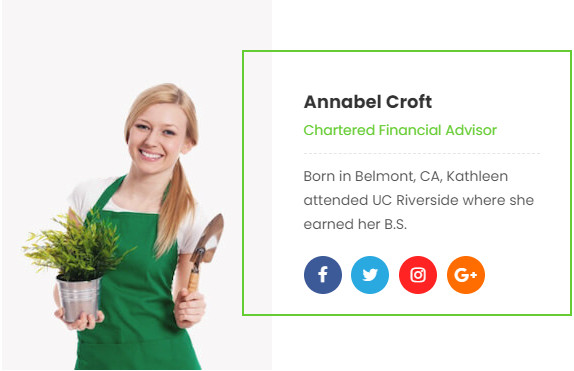 Annabel Croft
Chartered Financial Advisor
Born in Belmont, CA, Kathleen
attended UC Riverside where she
earned her B.S.
G+